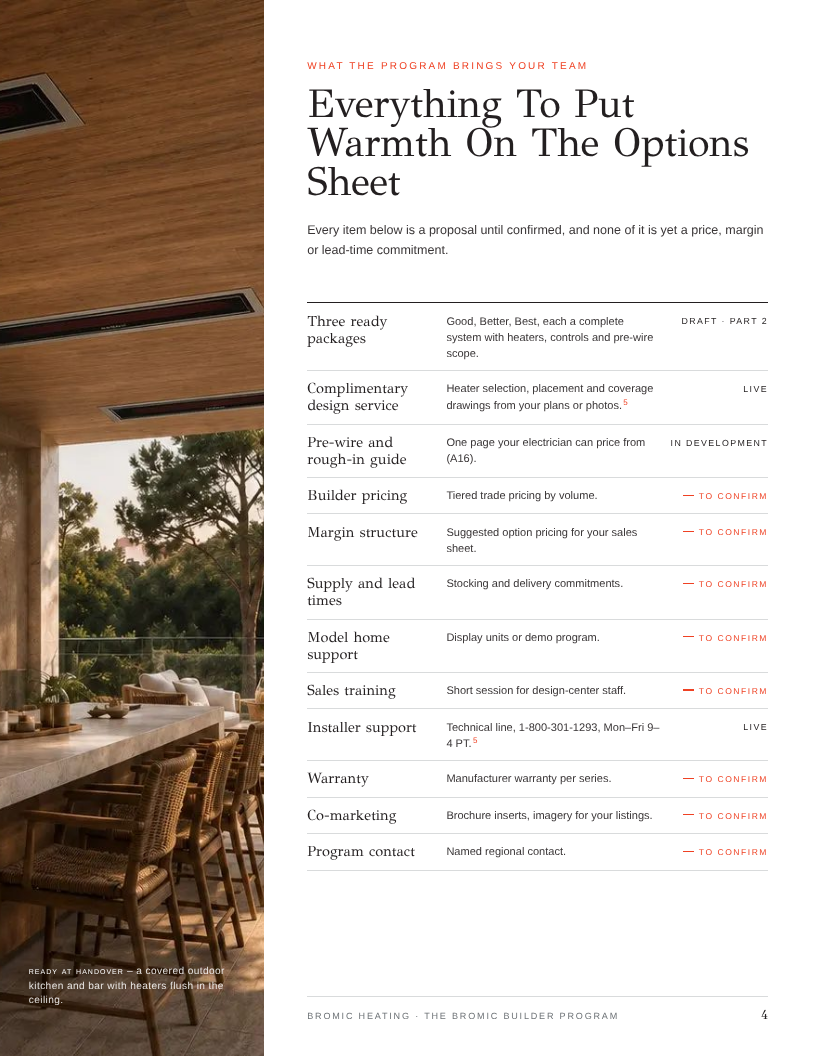 WHAT THE PROGRAM BRINGS YOUR TEAM
Everything To Put
Warmth On The Options
Sheet
Every item below is a proposal until confirmed, and none of it is yet a price, margin
or lead-time commitment.
Three ready
packages
Good, Better, Best, each a complete
system with heaters, controls and pre-wire
scope.
DRAFT · PART 2
Complimentary
design service
Heater selection, placement and coverage
drawings from your plans or photos.5
LIVE
Pre-wire and
rough-in guide
One page your electrician can price from
(A16).
IN DEVELOPMENT
Builder pricing
Tiered trade pricing by volume.
— TO CONFIRM
Margin structure
Suggested option pricing for your sales
sheet.
— TO CONFIRM
Supply and lead
times
Stocking and delivery commitments.
— TO CONFIRM
Model home
support
Display units or demo program.
— TO CONFIRM
Sales training
Short session for design-center staff.
— TO CONFIRM
Installer support
Technical line, 1-800-301-1293, Mon–Fri 9–
4 PT.5
LIVE
Warranty
Manufacturer warranty per series.
— TO CONFIRM
Co-marketing
Brochure inserts, imagery for your listings.
— TO CONFIRM
Program contact
Named regional contact.
— TO CONFIRM
READY AT HANDOVER – a covered outdoor
kitchen and bar with heaters flush in the
ceiling.
BROMIC HEATING · THE BROMIC BUILDER PROGRAM
4